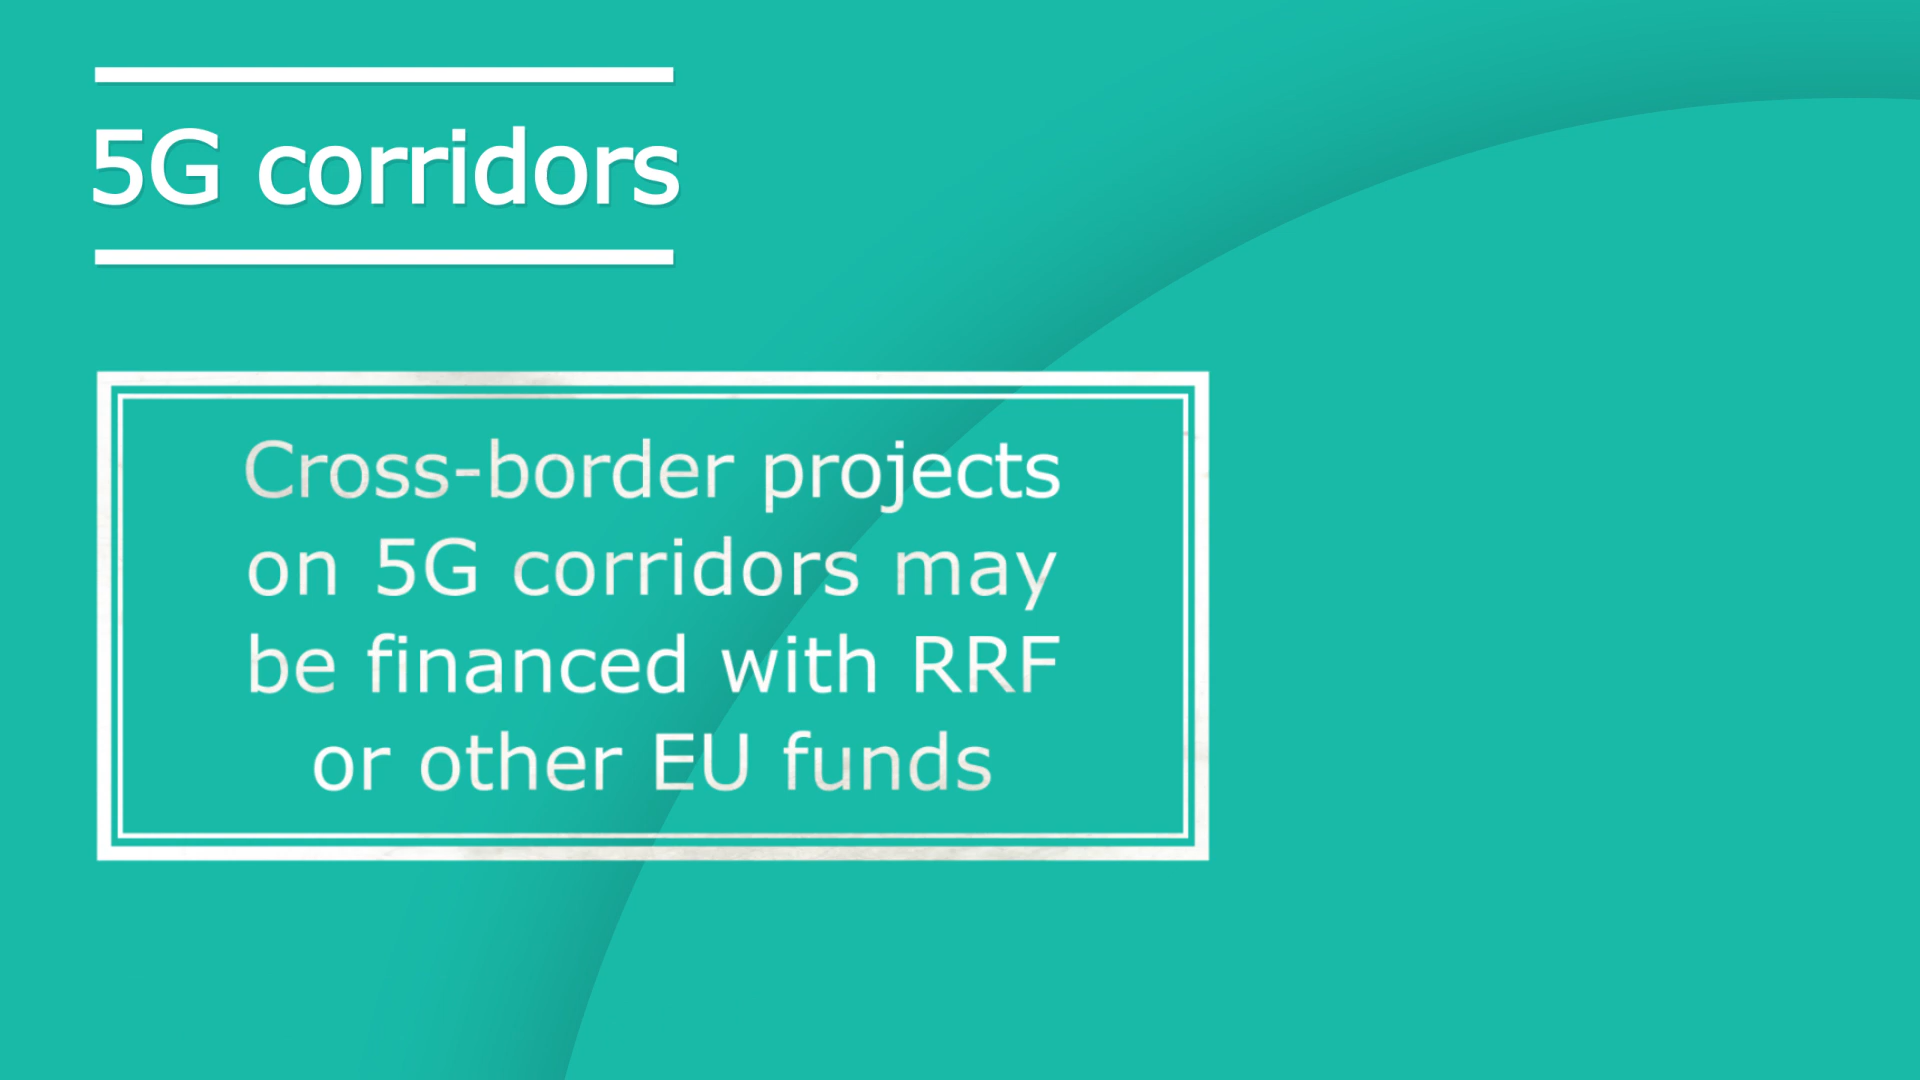 5G corridors
Cross-border projects
on 5G corridors may
be financed with RRF
or other EU funds